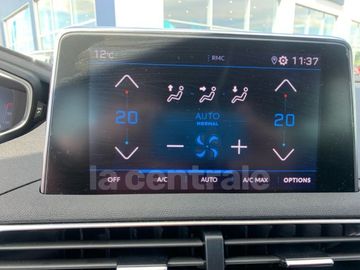 12°C RMC 11:37
20 20
AUTO
NORMAL
− +
la centrale
OFF A/C AUTO A/C MAX OPTIONS